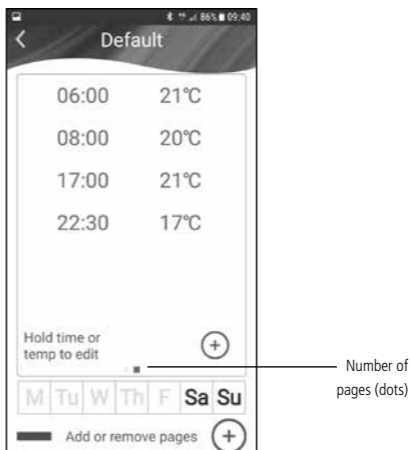 86% 09:40
Default
06:00 21℃
08:00 20℃
17:00 21℃
22:30 17℃
Hold time or
temp to edit
Number of
pages (dots)
M Tu W Th F Sa Su
Add or remove pages